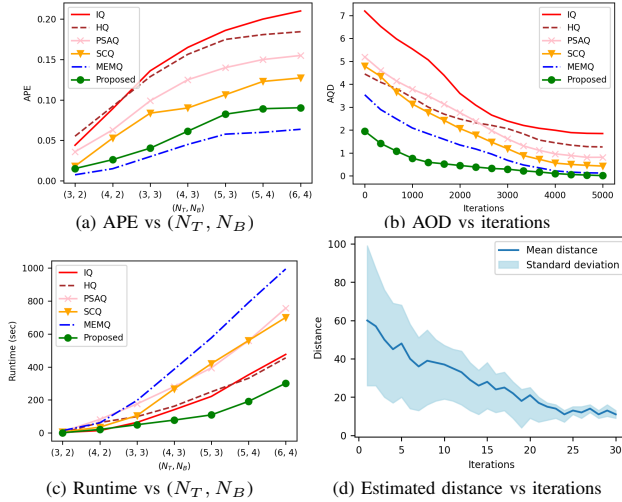 IQ
HQ
PSAQ
SCQ
MEMQ
Proposed
APE
0.20
0.15
0.10
0.05
0.00
(3, 2) (4, 2) (3, 3) (4, 3) (5, 3) (5, 4) (6, 4)
(N_T, N_B)
(a) APE vs (N_T, N_B)
IQ
HQ
PSAQ
SCQ
MEMQ
Proposed
AOD
7
6
5
4
3
2
1
0
0 1000 2000 3000 4000 5000
Iterations
(b) AOD vs iterations
IQ
HQ
PSAQ
SCQ
MEMQ
Proposed
Runtime (sec)
1000
800
600
400
200
0
(3, 2) (4, 2) (3, 3) (4, 3) (5, 3) (5, 4) (6, 4)
(N_T, N_B)
(c) Runtime vs (N_T, N_B)
Mean distance
Standard deviation
Distance
100
80
60
40
20
0
0 5 10 15 20 25 30
Iterations
(d) Estimated distance vs iterations